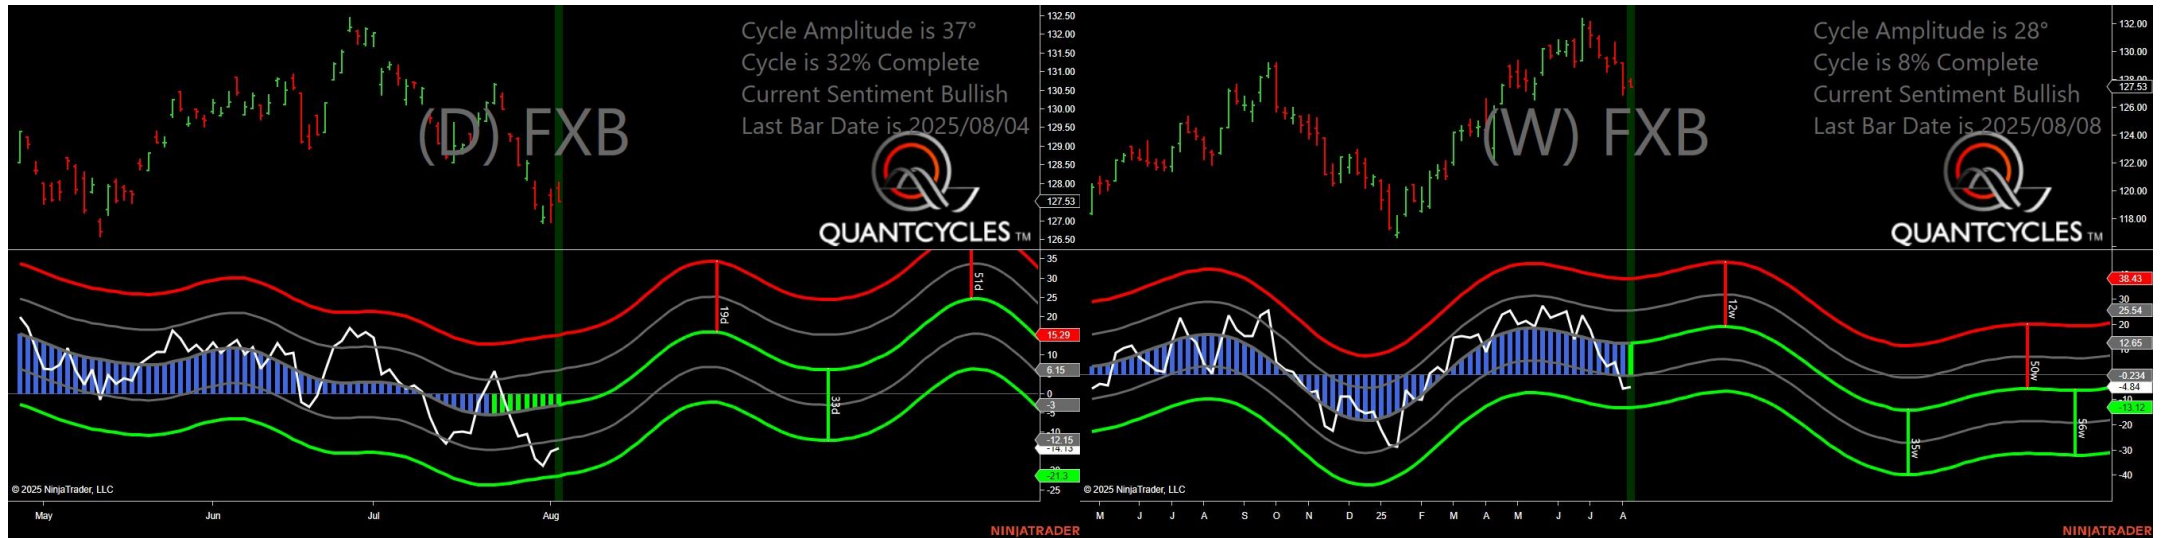 Cycle Amplitude is 37°
Cycle is 32% Complete
Current Sentiment Bullish
Last Bar Date is 2025/08/04
(D) FXB
QUANTCYCLES TM
132.50
132.00
131.50
131.00
130.50
130.00
129.50
129.00
128.50
128.00
127.53
127.00
126.50
35
30
25
20
15.29
10
6.15
0
-3
-5
-10
-12.15
-14.13
-21.3
-25
19d
33d
51d
© 2025 NinjaTrader, LLC
May
Jun
Jul
Aug
NINJATRADER
Cycle Amplitude is 28°
Cycle is 8% Complete
Current Sentiment Bullish
Last Bar Date is 2025/08/08
(W) FXB
QUANTCYCLES TM
132.00
130.00
128.00
127.53
126.00
124.00
122.00
120.00
118.00
38.43
30
25.54
20
12.65
10
-0.234
-4.84
-10
-13.12
-20
-30
-40
12w
35w
50w
56w
© 2025 NinjaTrader, LLC
M
J
J
A
S
O
N
D
25
F
M
A
M
J
J
A
NINJATRADER